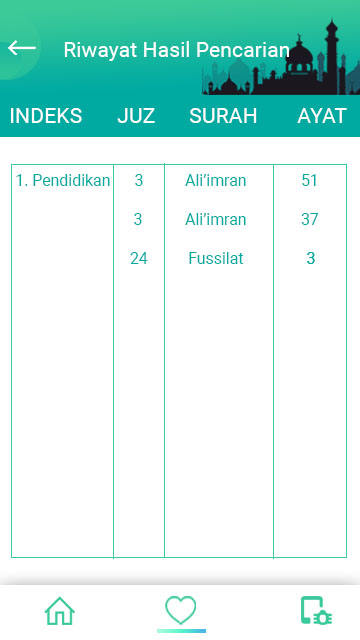 Riwayat Hasil Pencarian
INDEKS JUZ SURAH AYAT
1. Pendidikan 3 Ali’imran 51
3 Ali’imran 37
24 Fussilat 3